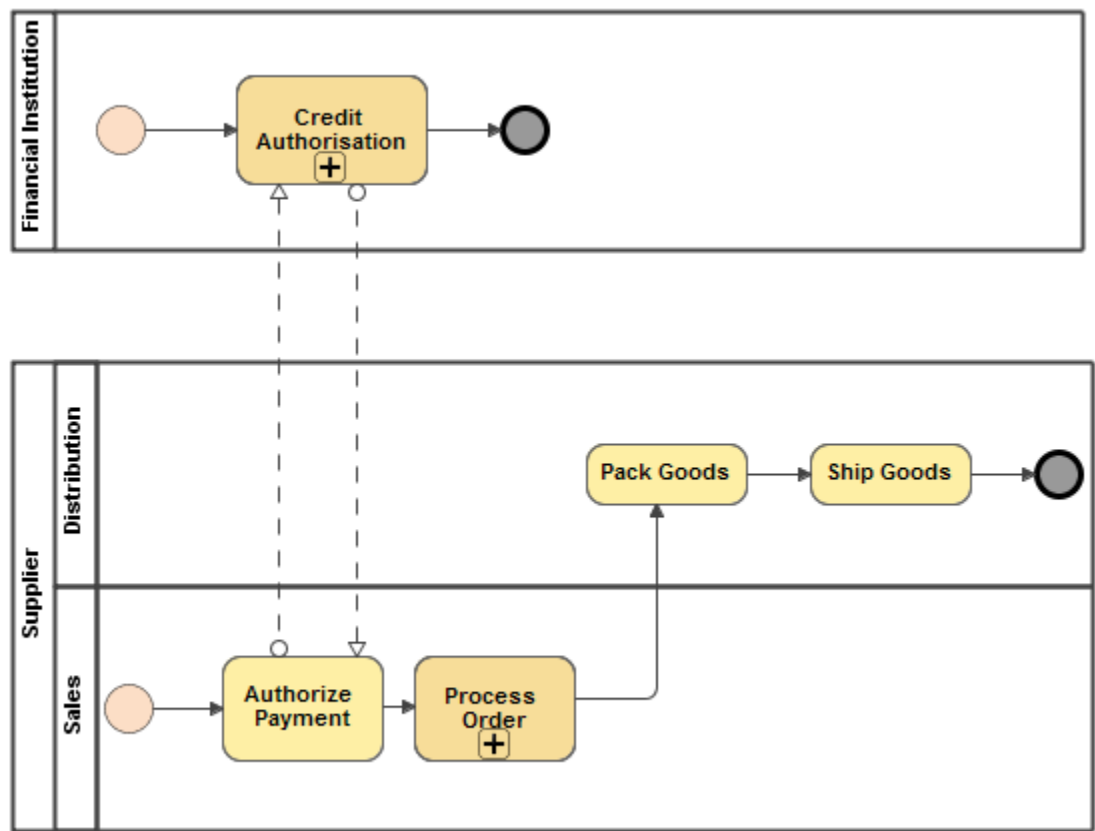 Financial Institution
Credit
Authorisation
Supplier
Distribution
Pack Goods
Ship Goods
Sales
Authorize
Payment
Process
Order